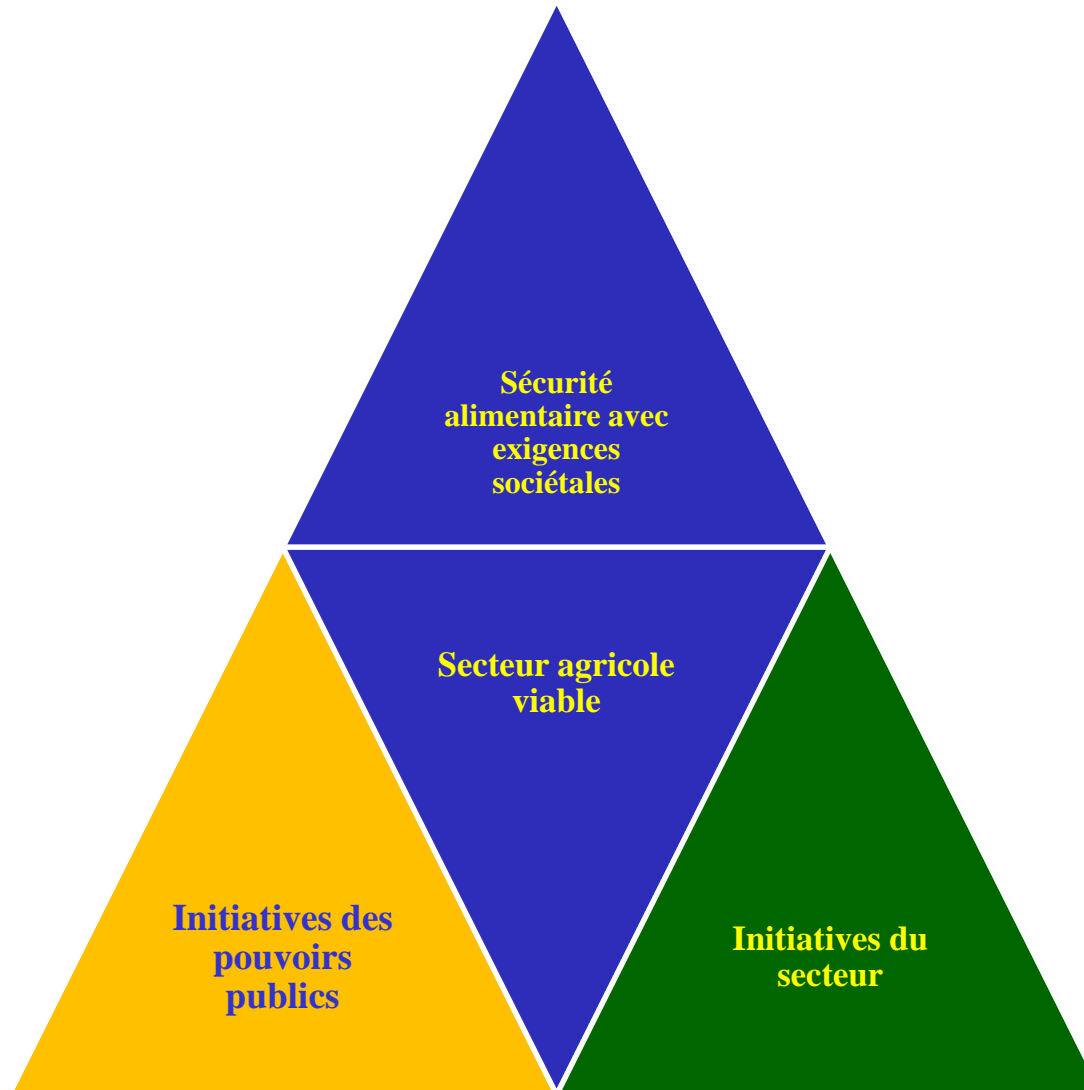 Sécurité
alimentaire avec
exigences
sociétales
Secteur agricole
viable
Initiatives des
pouvoirs
publics
Initiatives du
secteur